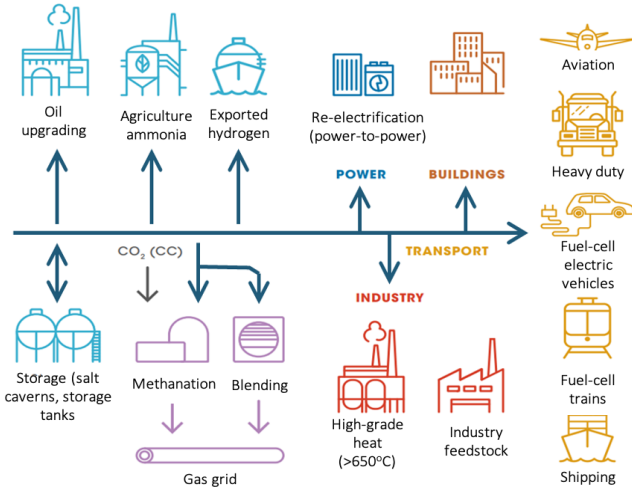 Oil
upgrading
Agriculture
ammonia
Exported
hydrogen
Re-electrification
(power-to-power)
Aviation
Heavy duty
POWER
BUILDINGS
CO₂ (CC)
TRANSPORT
Fuel-cell
electric
vehicles
INDUSTRY
Storage (salt
caverns, storage
tanks
Methanation
Blending
High-grade
heat
(>650°C)
Industry
feedstock
Fuel-cell
trains
Gas grid
Shipping